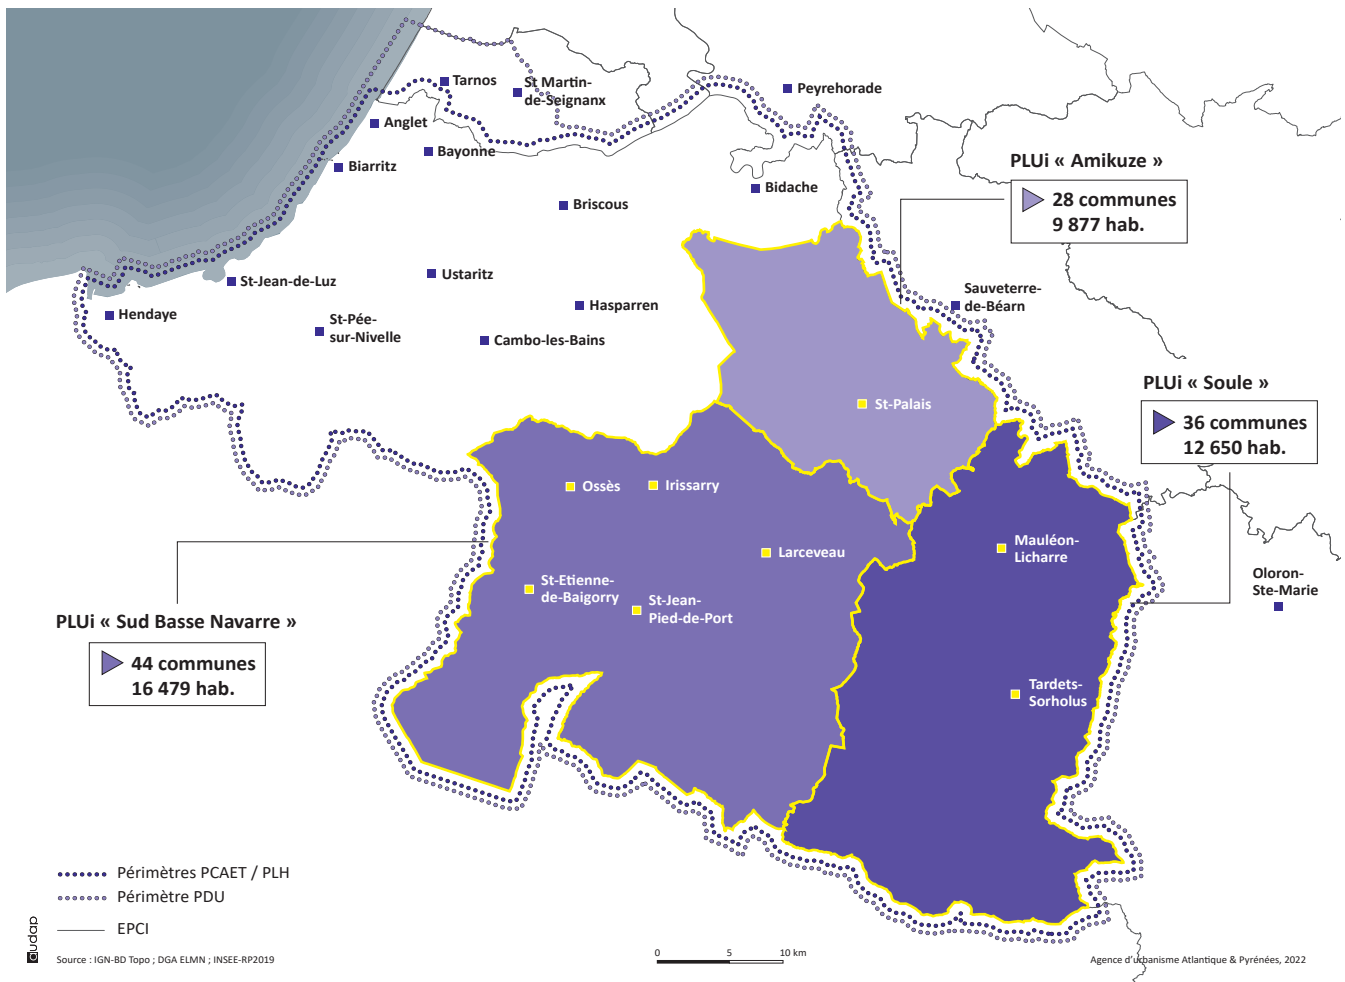 Tarnos
St Martin-
de-Seignanx
Peyrehorade
Anglet
Bayonne
Biarritz
Bidache
Briscous
PLUi « Amikuze »
28 communes
9 877 hab.
St-Jean-de-Luz
Ustaritz
Hasparren
Sauveterre-
de-Béarn
Hendaye
St-Pée-
sur-Nivelle
Cambo-les-Bains
PLUi « Soule »
36 communes
12 650 hab.
St-Palais
Ossès
Irissarry
Larceveau
Mauléon-
Licharre
St-Etienne-
de-Baigorry
St-Jean-
Pied-de-Port
Oloron-
Ste-Marie
PLUi « Sud Basse Navarre »
44 communes
16 479 hab.
Tardets-
Sorholus
Périmètres PCAET / PLH
Périmètre PDU
EPCI
audap
Source : IGN-BD Topo ; DGA ELMN ; INSEE-RP2019
0 5 10 km
Agence d'urbanisme Atlantique & Pyrénées, 2022